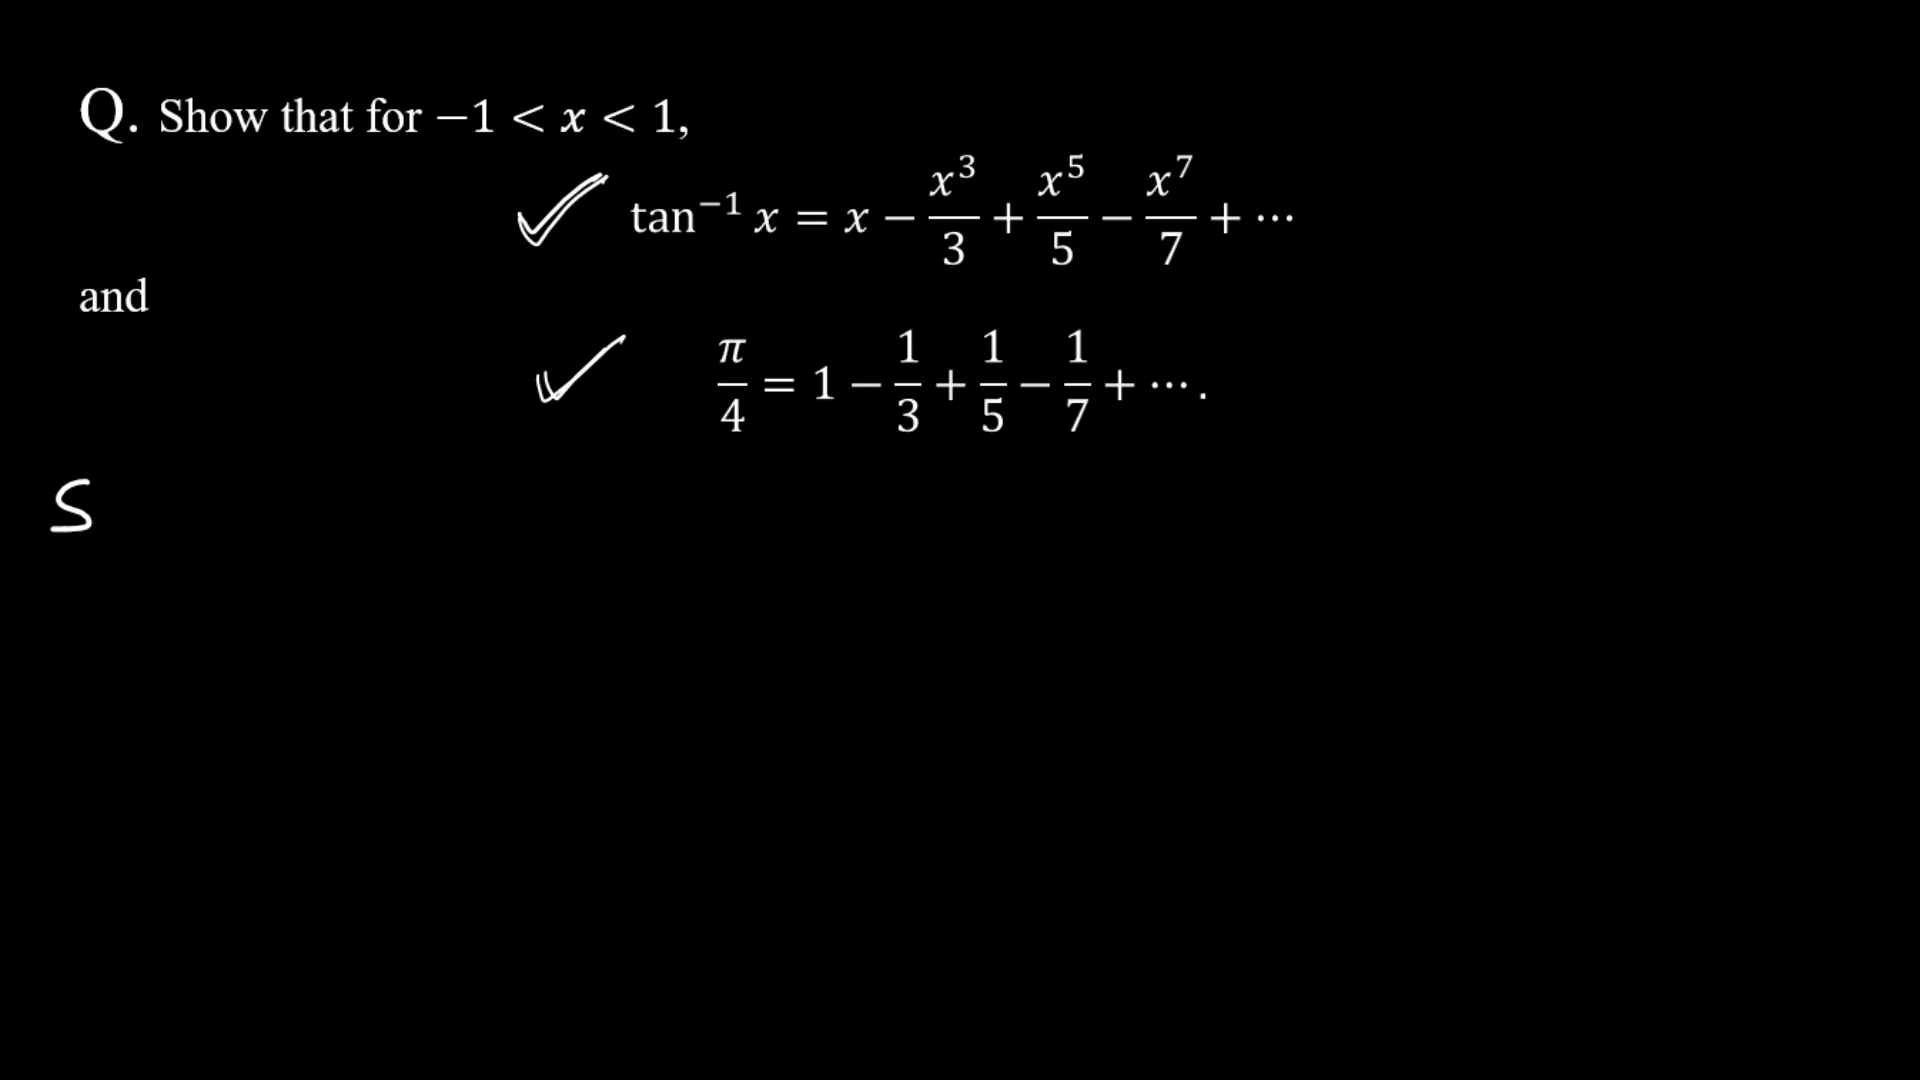 Q. Show that for −1 < x < 1,
tan⁻¹ x = x − x³/3 + x⁵/5 − x⁷/7 + ⋯
and
π/4 = 1 − 1/3 + 1/5 − 1/7 + ⋯ .
S